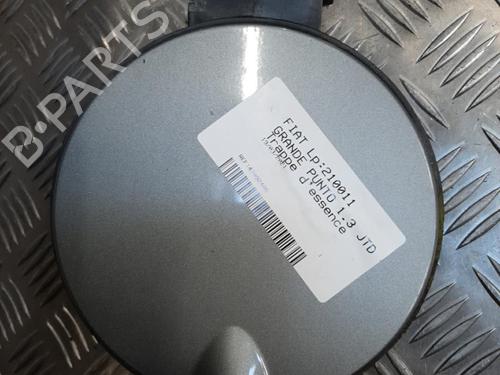 B-PARTS
FIAT LP:210011
GRANDE PUNTO 1.3 JTD
Trappe d'essence